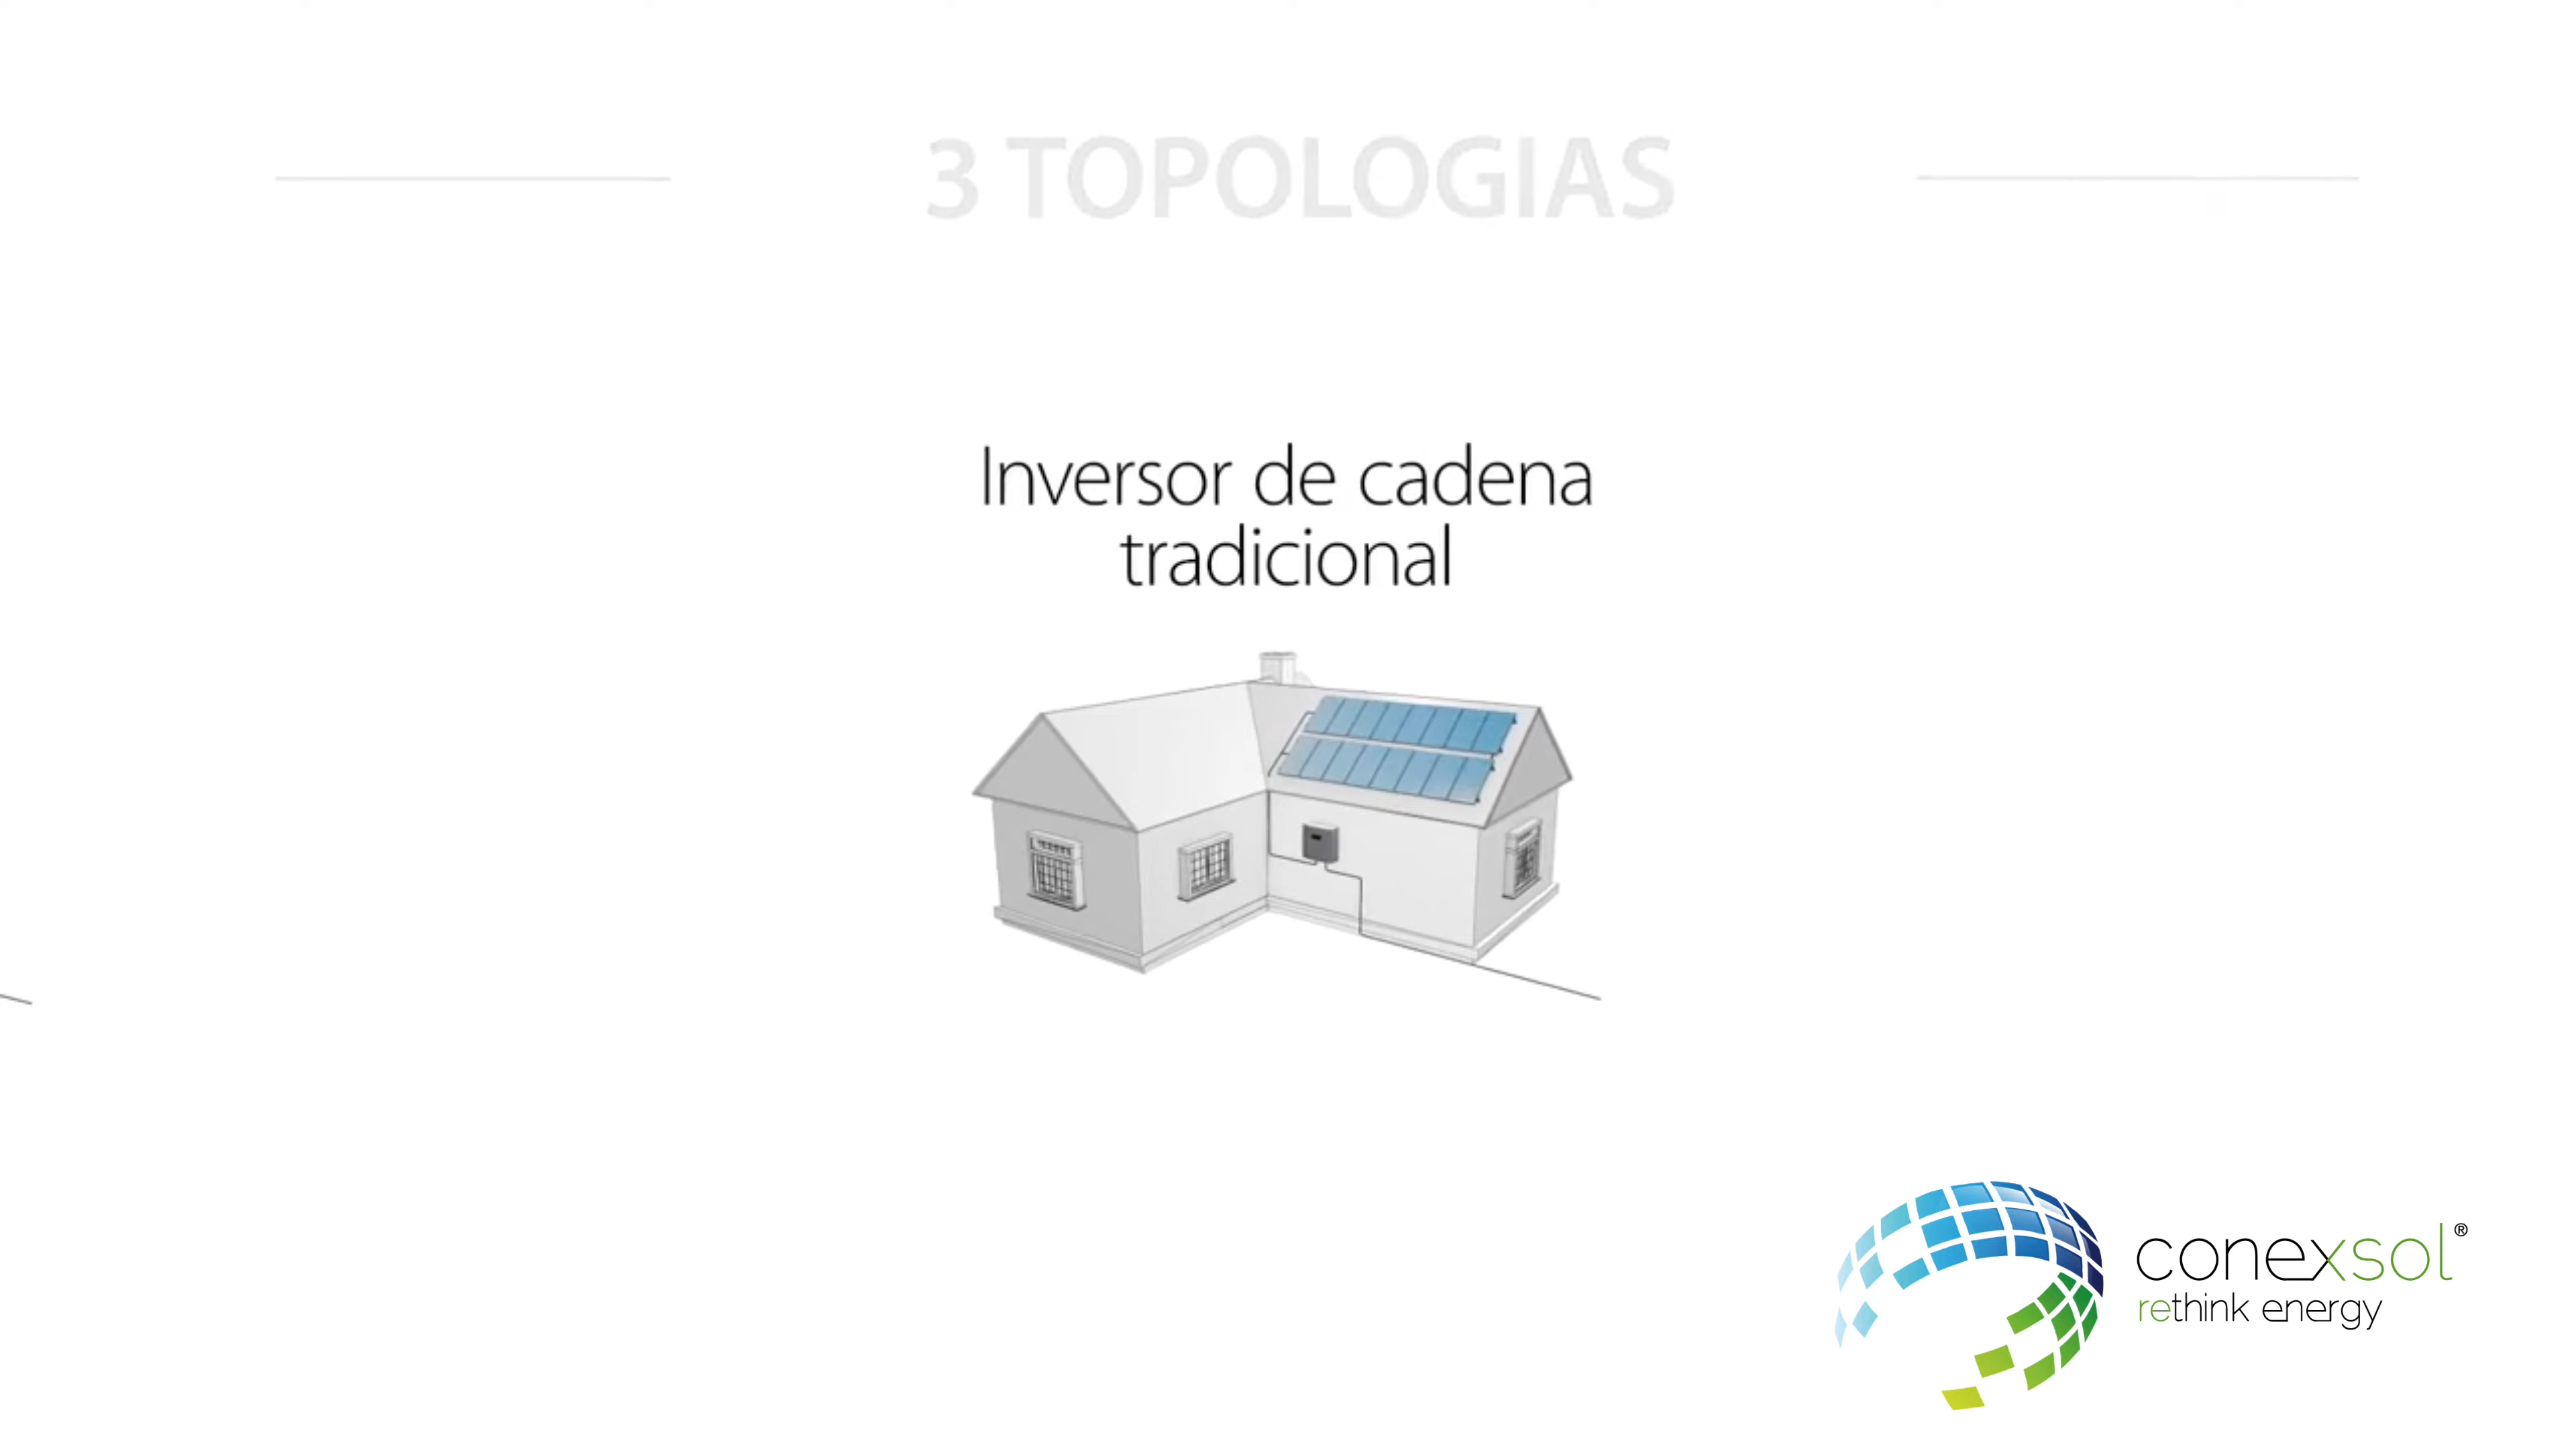 3 TOPOLOGIAS
Inversor de cadena
tradicional
conexsol®
rethink energy